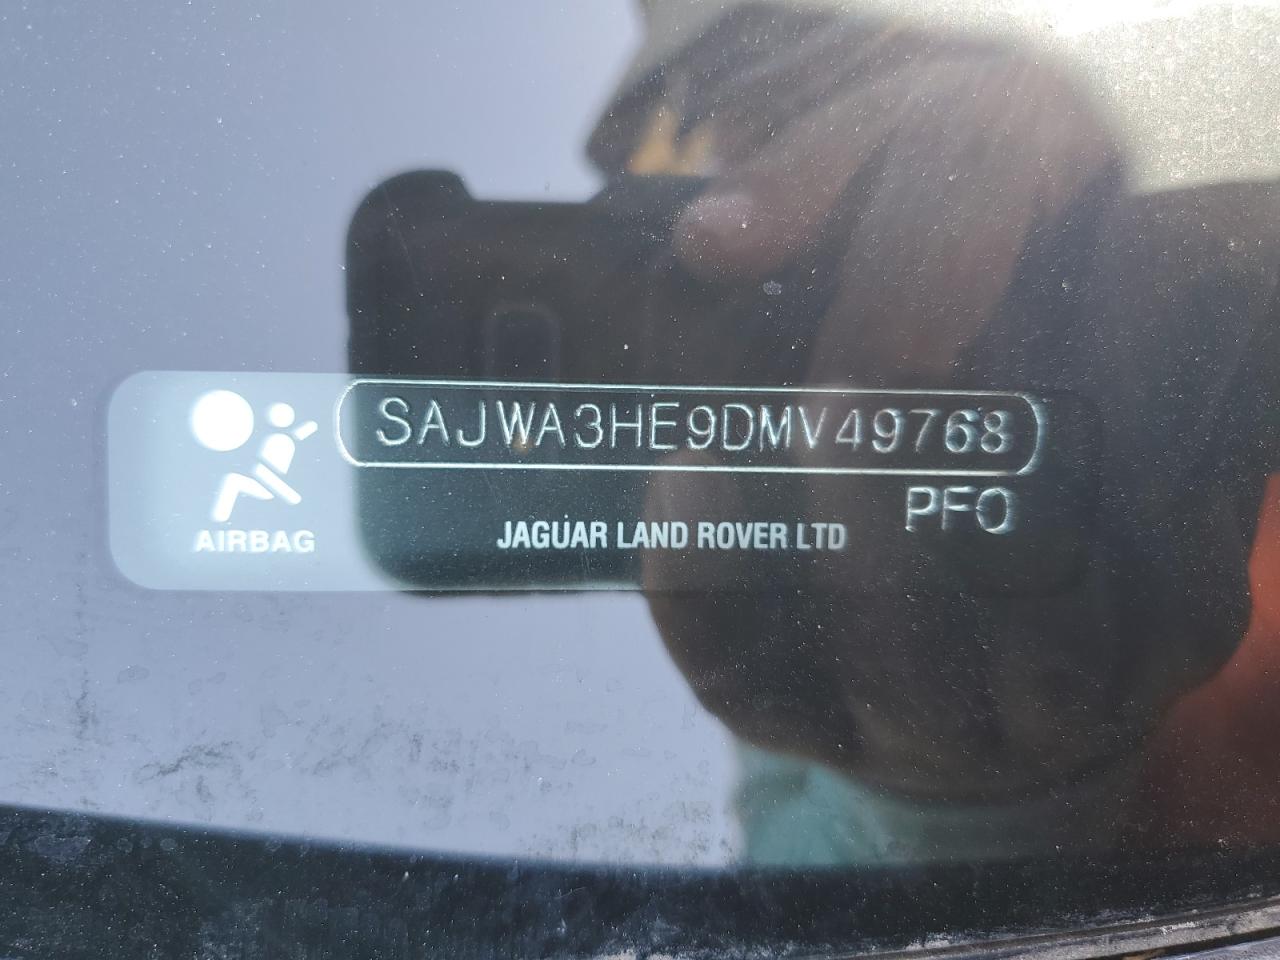 SAJWA3HE9DMV49768
PFO
AIRBAG
JAGUAR LAND ROVER LTD